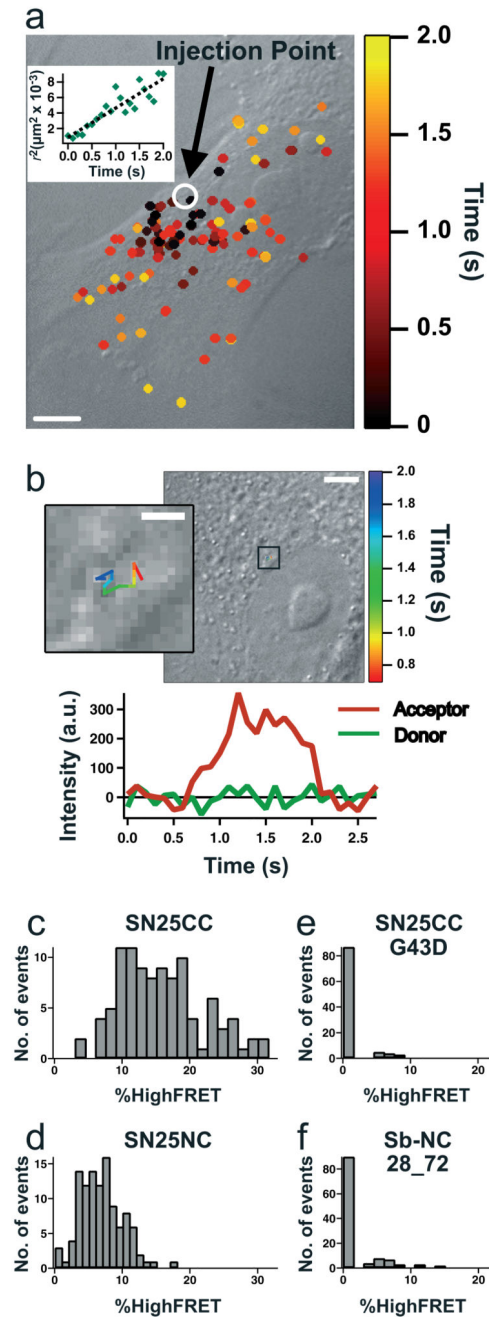 a
Injection Point
r²(μm² x 10⁻³)
8
6
4
2
0.0 0.5 1.0 1.5 2.0
Time (s)
2.0
1.5
1.0
0.5
0
Time (s)
b
2.0
1.8
1.6
1.4
1.2
1.0
0.8
Time (s)
Intensity (a.u.)
300
200
100
0
Acceptor
Donor
0.0 0.5 1.0 1.5 2.0 2.5
Time (s)
c
SN25CC
No. of events
10
5
0
0 10 20 30
%HighFRET
e
SN25CC
G43D
No. of events
80
60
40
20
0
0 10 20
%HighFRET
d
SN25NC
No. of events
15
10
5
0
0 10 20 30
%HighFRET
f
Sb-NC
28_72
No. of events
80
60
40
20
0
0 10 20
%HighFRET